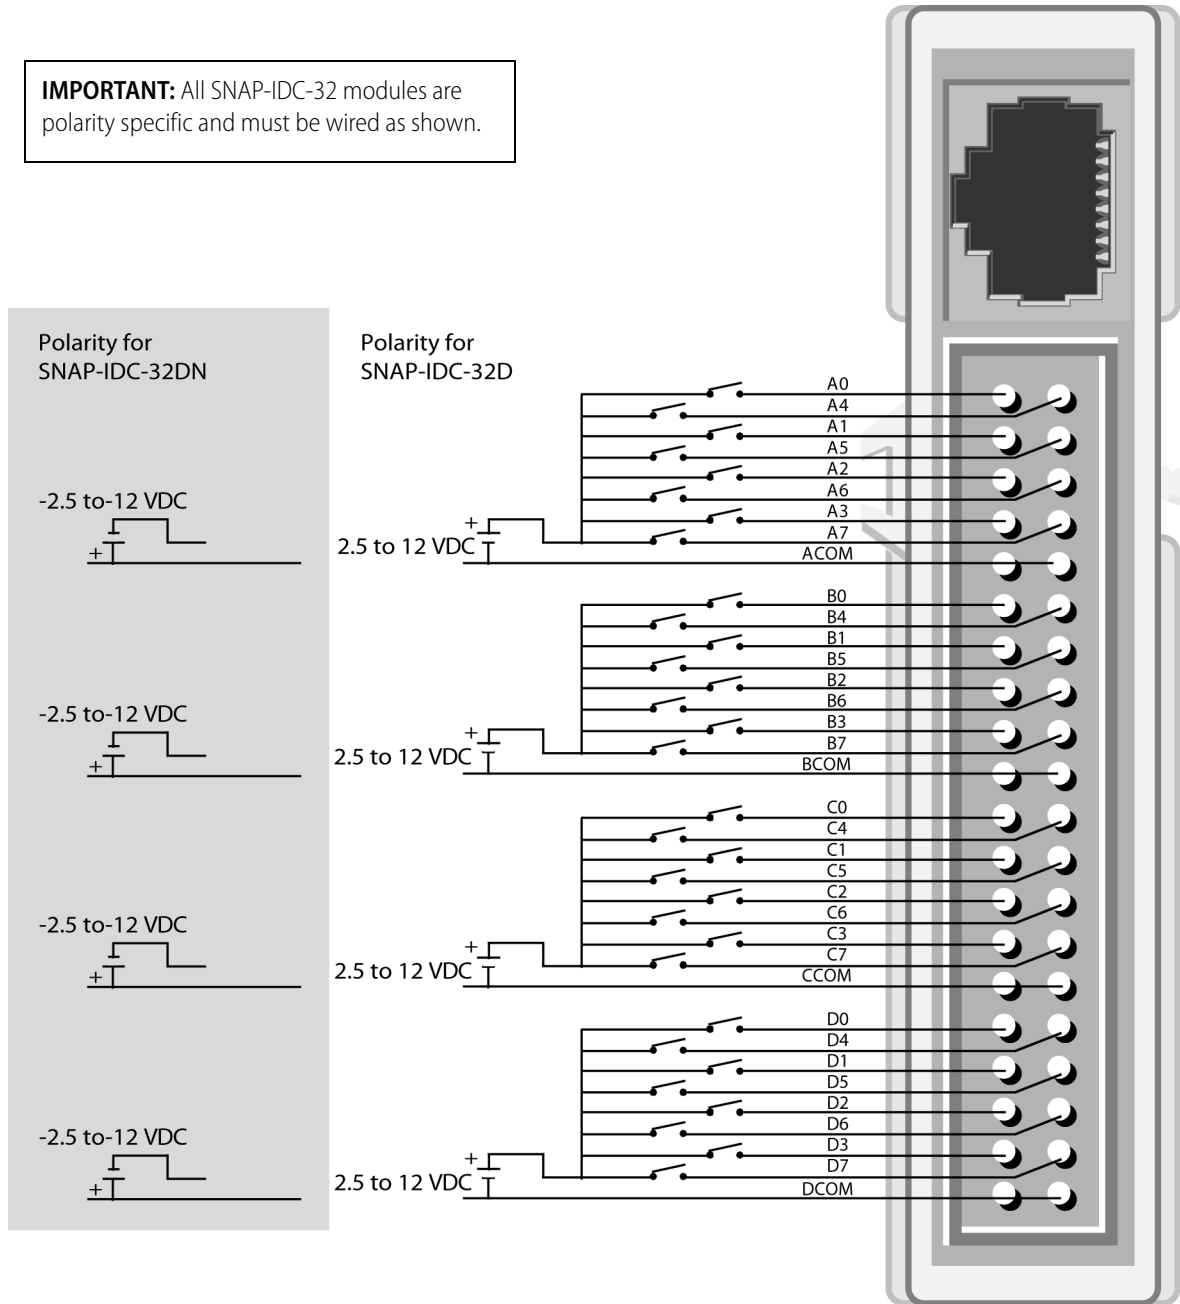 IMPORTANT: All SNAP-IDC-32 modules are
polarity specific and must be wired as shown.
Polarity for
SNAP-IDC-32DN
Polarity for
SNAP-IDC-32D
A0
A4
A1
A5
A2
A6
A3
A7
ACOM
-2.5 to-12 VDC
+
+
2.5 to 12 VDC
B0
B4
B1
B5
B2
B6
B3
B7
BCOM
-2.5 to-12 VDC
+
+
2.5 to 12 VDC
C0
C4
C1
C5
C2
C6
C3
C7
CCOM
-2.5 to-12 VDC
+
+
2.5 to 12 VDC
D0
D4
D1
D5
D2
D6
D3
D7
DCOM
-2.5 to-12 VDC
+
+
2.5 to 12 VDC